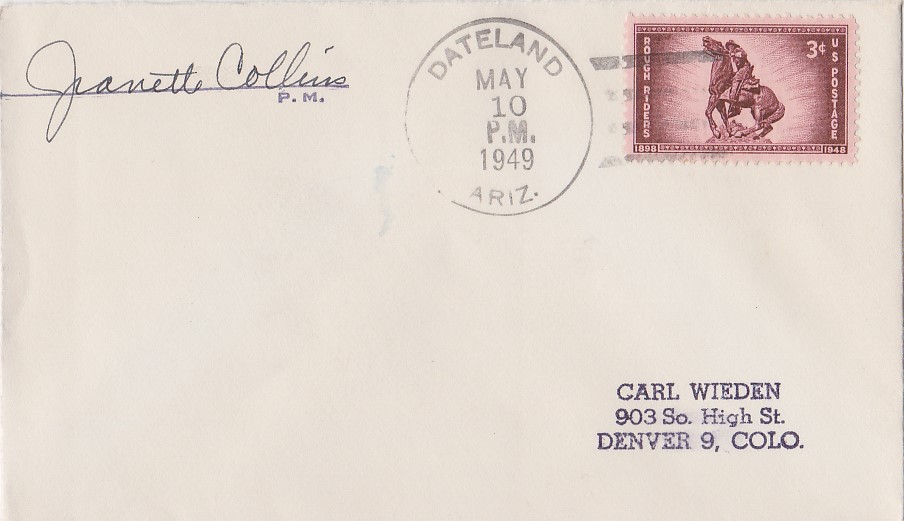 Jeanette Collins
P. M.
DATELAND
MAY
10
P.M.
1949
ARIZ.
3¢
ROUGH RIDERS
U S POSTAGE
1898
1948
CARL WIEDEN
903 So. High St.
DENVER 9, COLO.